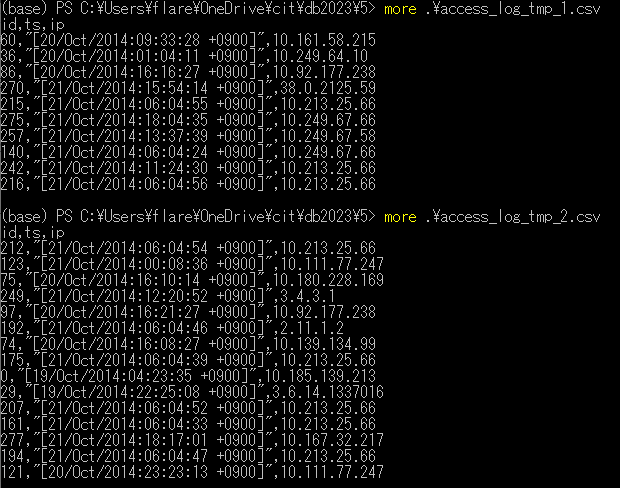 (base) PS C:¥Users¥flare¥OneDrive¥cit¥db2023¥5> more .¥access_log_tmp_1.csv
id,ts,ip
60,"[20/Oct/2014:09:33:28 +0900]",10.161.58.215
36,"[20/Oct/2014:01:04:11 +0900]",10.249.64.10
86,"[20/Oct/2014:16:16:27 +0900]",10.92.177.238
270,"[21/Oct/2014:15:54:14 +0900]",38.0.2125.59
215,"[21/Oct/2014:06:04:55 +0900]",10.213.25.66
275,"[21/Oct/2014:18:04:35 +0900]",10.249.67.66
257,"[21/Oct/2014:13:37:39 +0900]",10.249.67.58
140,"[21/Oct/2014:06:04:24 +0900]",10.249.67.66
242,"[21/Oct/2014:11:24:30 +0900]",10.213.25.66
216,"[21/Oct/2014:06:04:56 +0900]",10.213.25.66
(base) PS C:¥Users¥flare¥OneDrive¥cit¥db2023¥5> more .¥access_log_tmp_2.csv
id,ts,ip
212,"[21/Oct/2014:06:04:54 +0900]",10.213.25.66
123,"[21/Oct/2014:00:08:36 +0900]",10.111.77.247
75,"[20/Oct/2014:16:10:14 +0900]",10.180.228.169
249,"[21/Oct/2014:12:20:52 +0900]",3.4.3.1
97,"[20/Oct/2014:16:21:27 +0900]",10.92.177.238
192,"[21/Oct/2014:06:04:46 +0900]",2.11.1.2
74,"[20/Oct/2014:16:08:27 +0900]",10.139.134.99
175,"[21/Oct/2014:06:04:39 +0900]",10.213.25.66
0,"[19/Oct/2014:04:23:35 +0900]",10.185.139.213
29,"[19/Oct/2014:22:25:08 +0900]",3.6.14.1337016
207,"[21/Oct/2014:06:04:52 +0900]",10.213.25.66
161,"[21/Oct/2014:06:04:33 +0900]",10.213.25.66
277,"[21/Oct/2014:18:17:01 +0900]",10.167.32.217
194,"[21/Oct/2014:06:04:47 +0900]",10.213.25.66
121,"[20/Oct/2014:23:23:13 +0900]",10.111.77.247